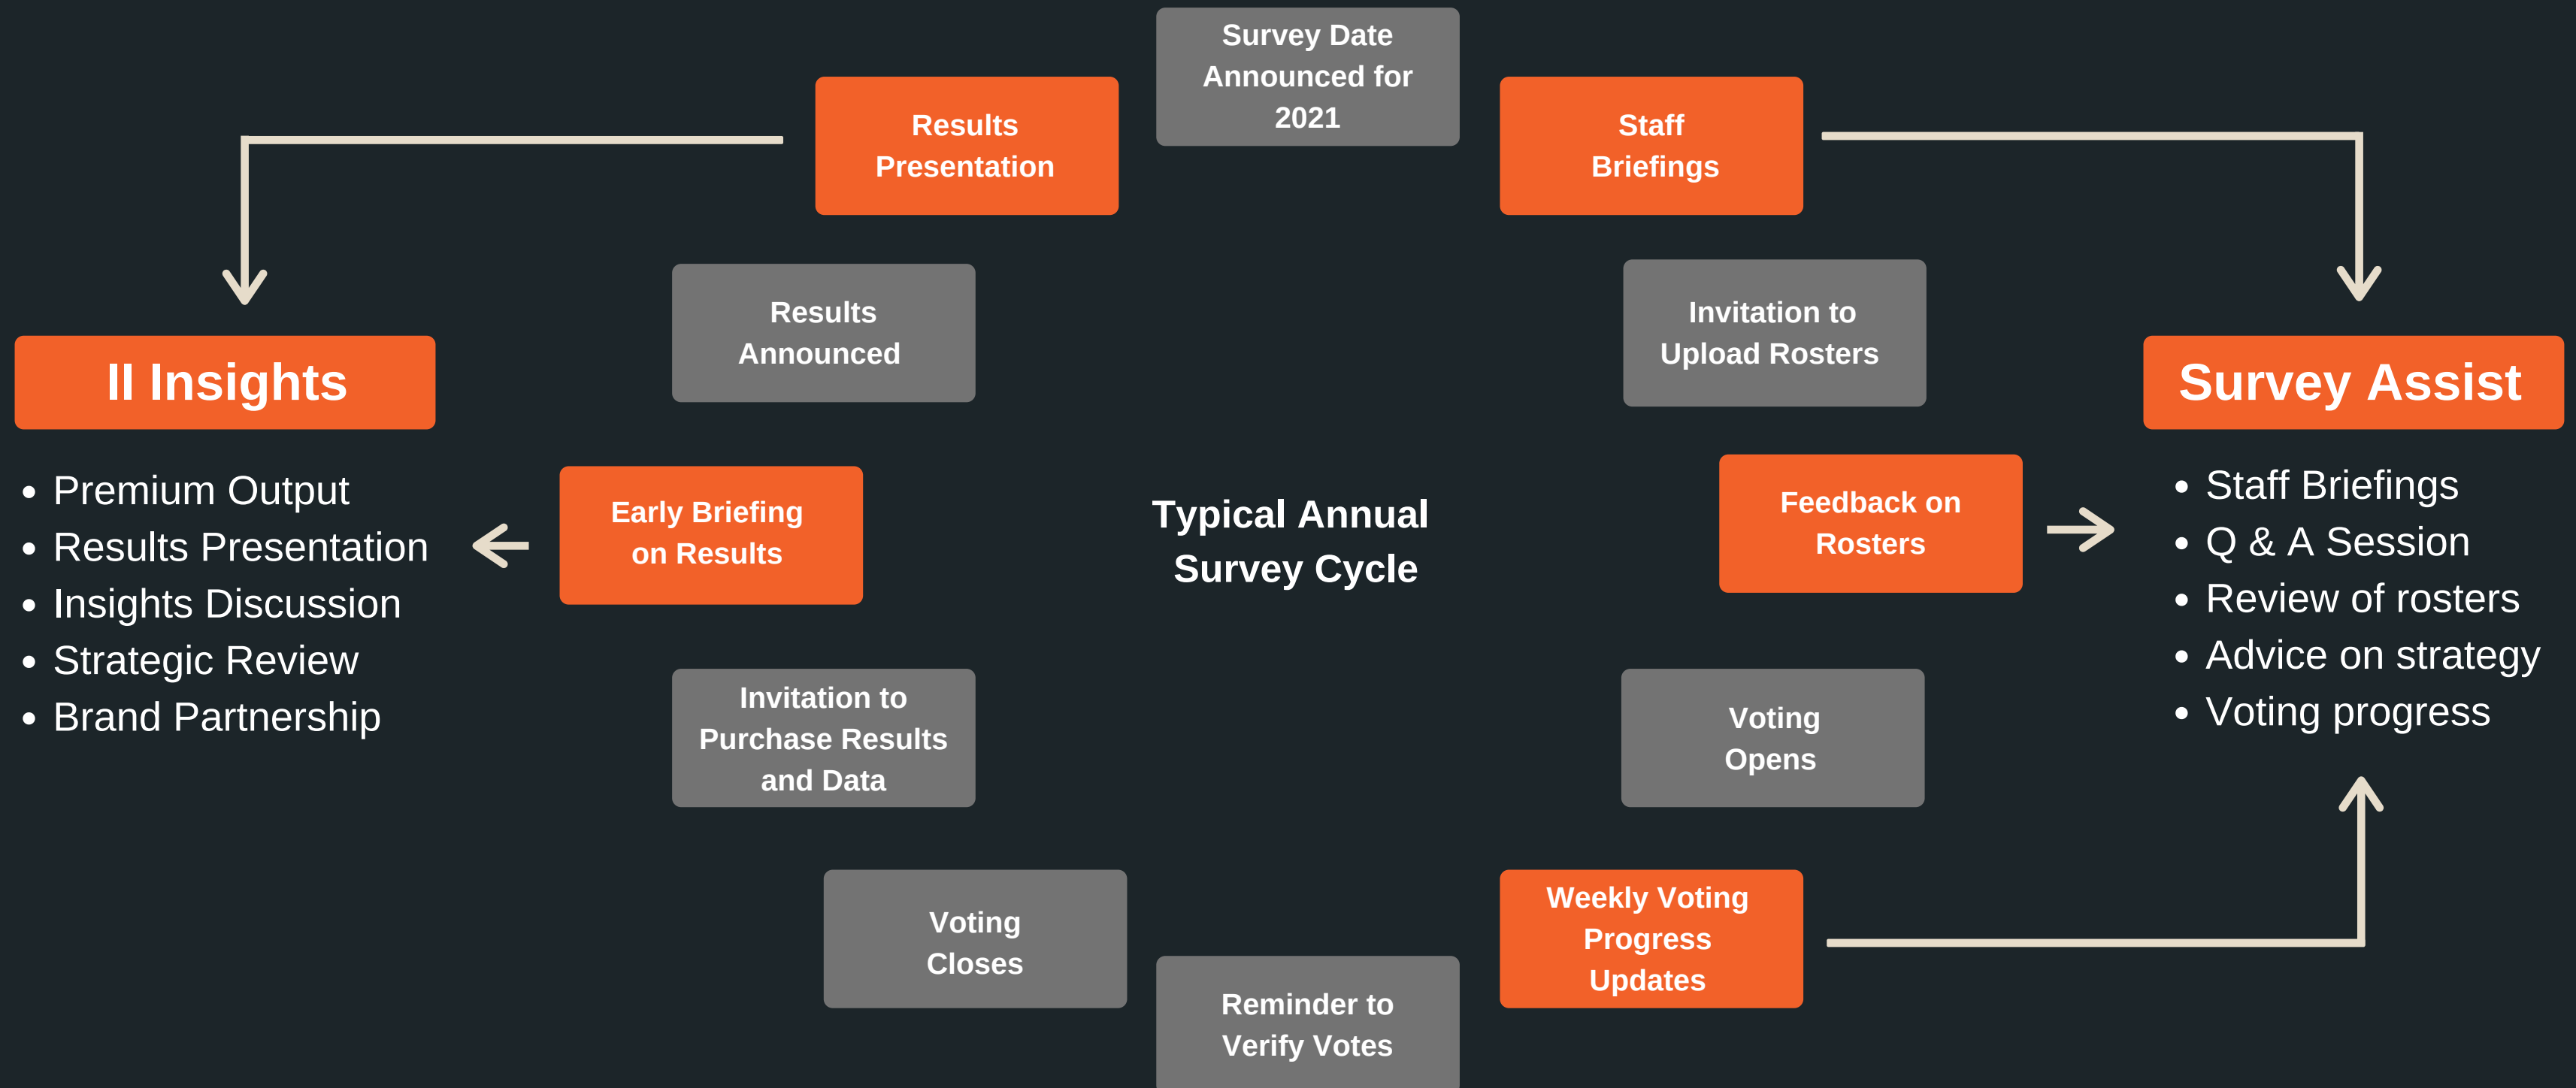 Survey Date
Announced for
2021
Staff
Briefings
Invitation to
Upload Rosters
Feedback on
Rosters
Voting
Opens
Weekly Voting
Progress
Updates
Reminder to
Verify Votes
Voting
Closes
Invitation to
Purchase Results
and Data
Early Briefing
on Results
Results
Announced
Results
Presentation
Typical Annual
Survey Cycle
II Insights
• Premium Output
• Results Presentation
• Insights Discussion
• Strategic Review
• Brand Partnership
Survey Assist
• Staff Briefings
• Q & A Session
• Review of rosters
• Advice on strategy
• Voting progress